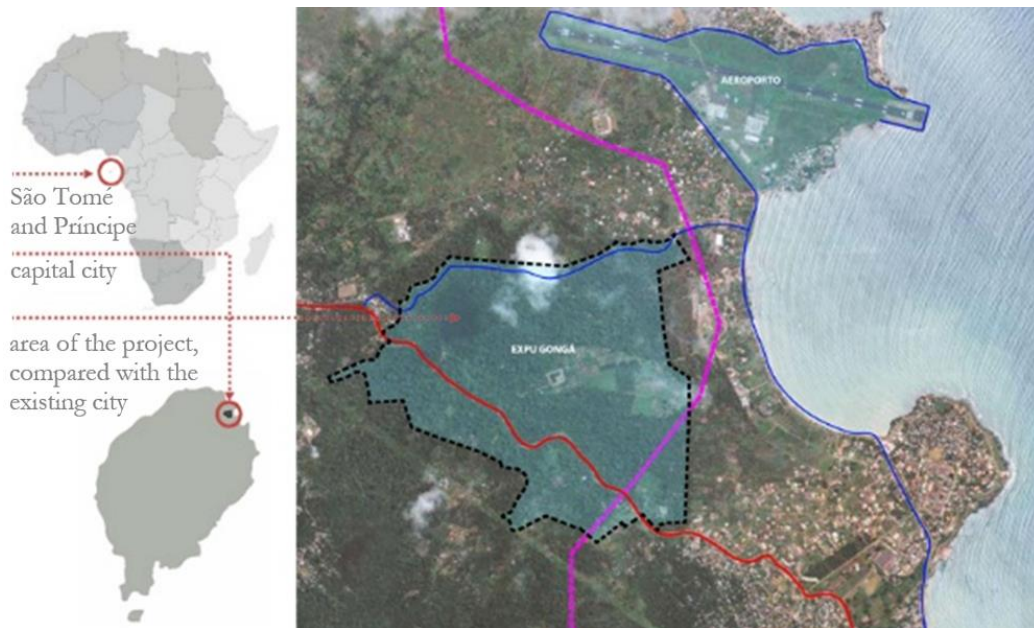 São Tomé
and Príncipe
capital city
area of the project,
compared with the
existing city
AEROPORTO
EXPU GONGÁ